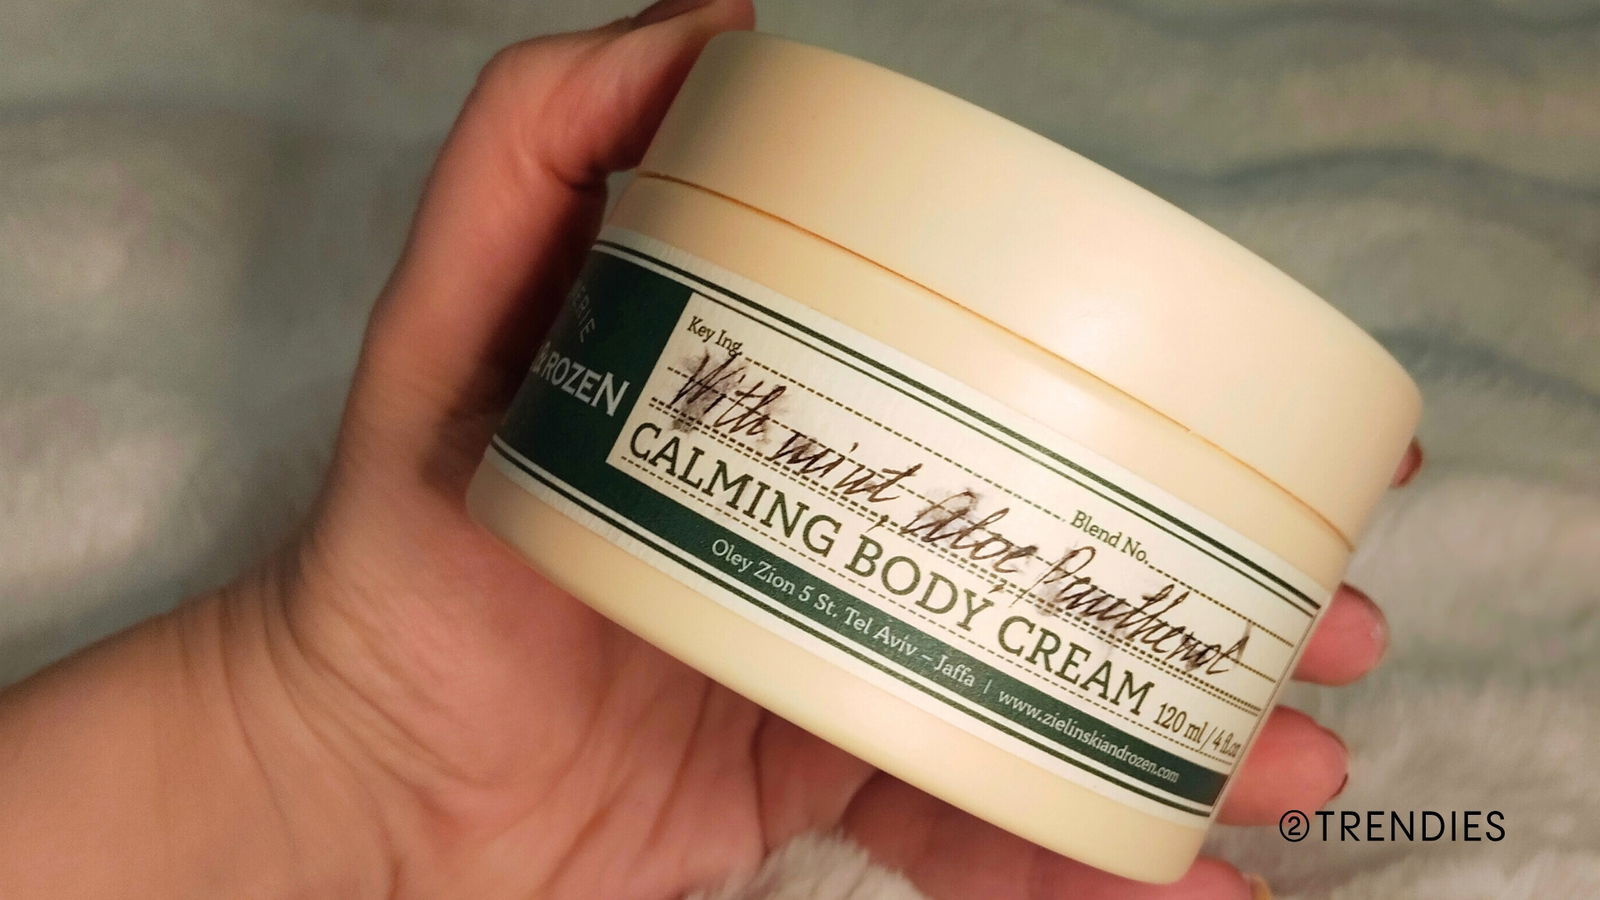 & ROZEN
Key Ing.
With mint, Aloe, Panthenol
Blend No.
CALMING BODY CREAM 120 ml / 4 fl.oz
Oley Zion 5 St. Tel Aviv – Jaffa | www.zielinskiandrozen.com
②TRENDIES